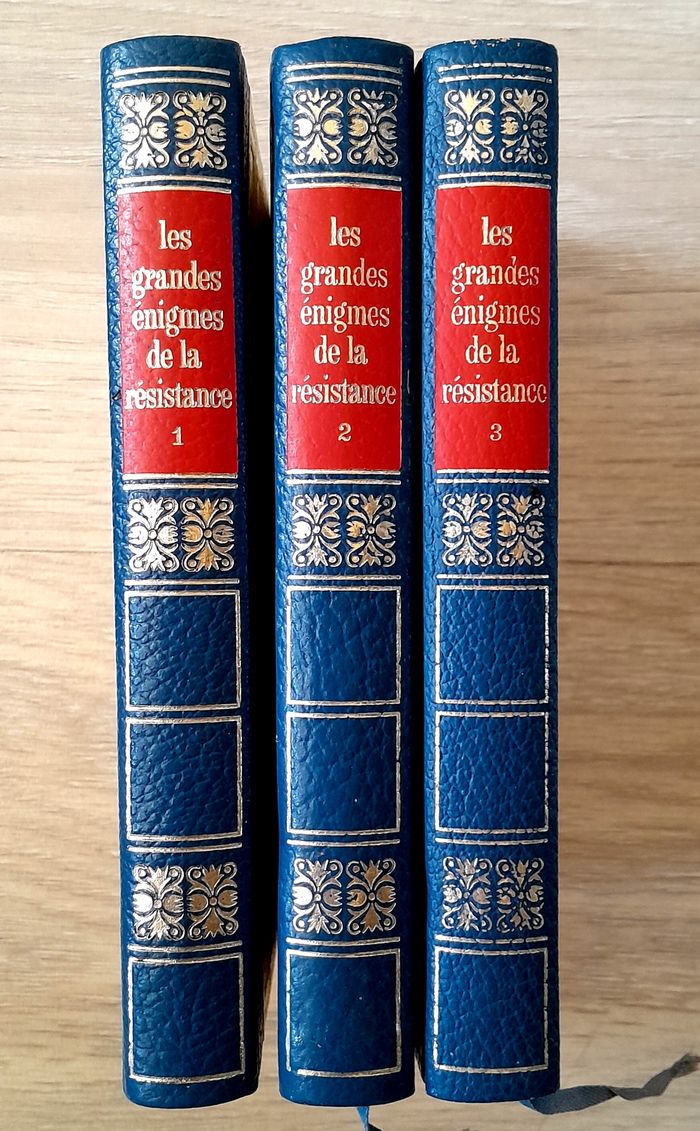 les
grandes
énigmes
de la
résistance
1
les
grandes
énigmes
de la
résistance
2
les
grandes
énigmes
de la
résistance
3